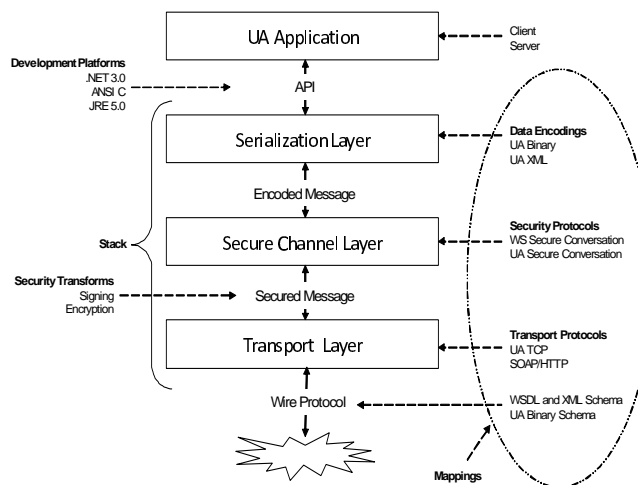 UA Application
Client
Server
Development Platforms
.NET 3.0
ANSI C
JRE 5.0
API
Serialization Layer
Data Encodings
UA Binary
UA XML
Encoded Message
Stack
Secure Channel Layer
Security Protocols
WS Secure Conversation
UA Secure Conversation
Security Transforms
Signing
Encryption
Secured Message
Transport Layer
Transport Protocols
UA TCP
SOAP/HTTP
Wire Protocol
WSDL and XML Schema
UA Binary Schema
Mappings